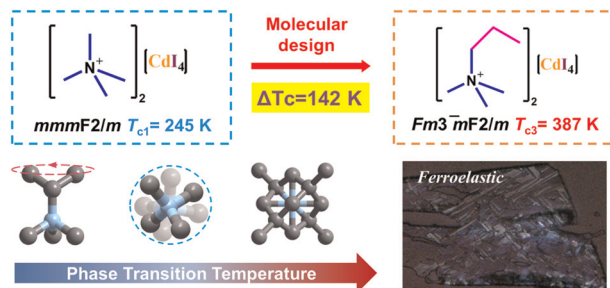 Molecular
design
ΔTc=142 K
N+
2
[CdI4]
mmmF2/m Tc1= 245 K
N+
2
[CdI4]
Fm3̄mF2/m Tc3= 387 K
Ferroelastic
Phase Transition Temperature